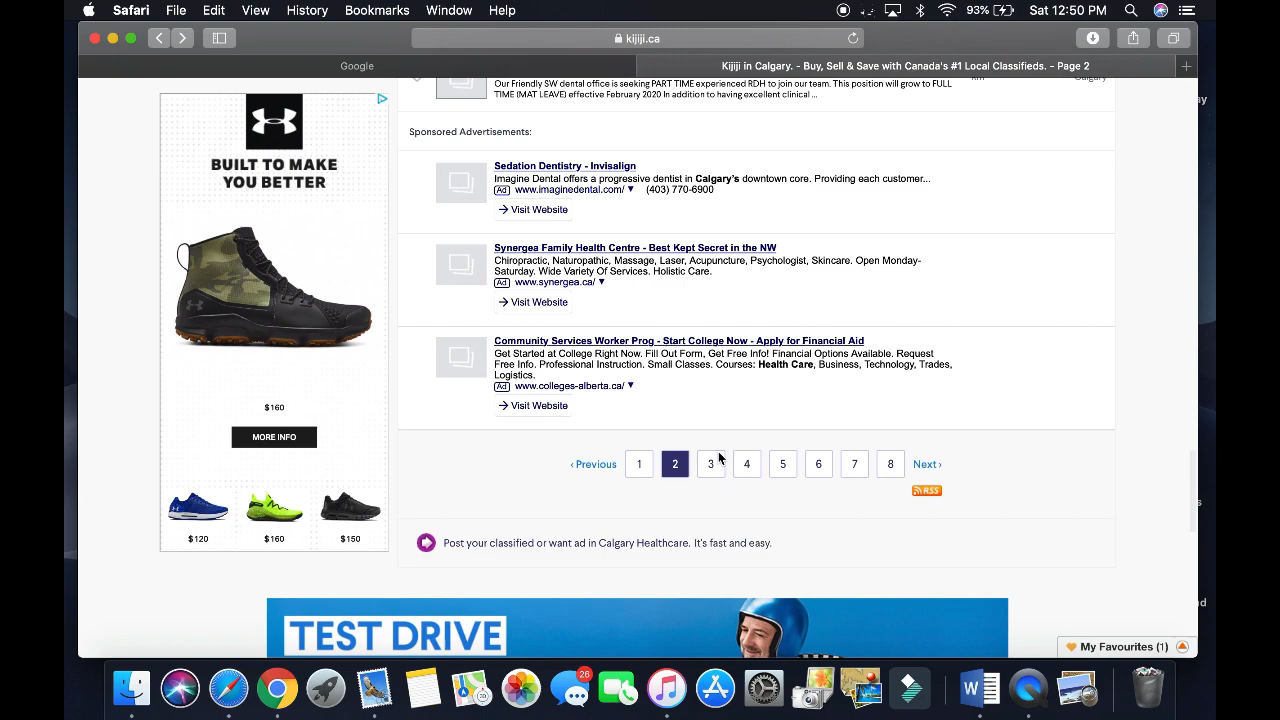 Safari File Edit View History Bookmarks Window Help 93% Sat 12:50 PM
kijiji.ca
Google Kijiji in Calgary. - Buy, Sell & Save with Canada's #1 Local Classifieds. - Page 2
Our Friendly SW dental office is seeking PART TIME experienced RDH to join our team. This position will grow to FULL
TIME (MAT LEAVE) effective February 2020 In addition to having excellent clinical ...
Sponsored Advertisements:
BUILT TO MAKE
YOU BETTER
$160
MORE INFO
$120 $160 $150
Sedation Dentistry - Invisalign
Imagine Dental offers a progressive dentist in Calgary's downtown core. Providing each customer...
Ad www.imaginedental.com/ (403) 770-6900
Visit Website
Synergea Family Health Centre - Best Kept Secret in the NW
Chiropractic, Naturopathic, Massage, Laser, Acupuncture, Psychologist, Skincare. Open Monday-
Saturday. Wide Variety Of Services. Holistic Care.
Ad www.synergea.ca/
Visit Website
Community Services Worker Prog - Start College Now - Apply for Financial Aid
Get Started at College Right Now. Fill Out Form, Get Free Info! Financial Options Available. Request
Free Info. Professional Instruction. Small Classes. Courses: Health Care, Business, Technology, Trades,
Logistics.
Ad www.colleges-alberta.ca/
Visit Website
‹ Previous 1 2 3 4 5 6 7 8 Next ›
RSS
Post your classified or want ad in Calgary Healthcare. It's fast and easy.
TEST DRIVE
My Favourites (1)
26